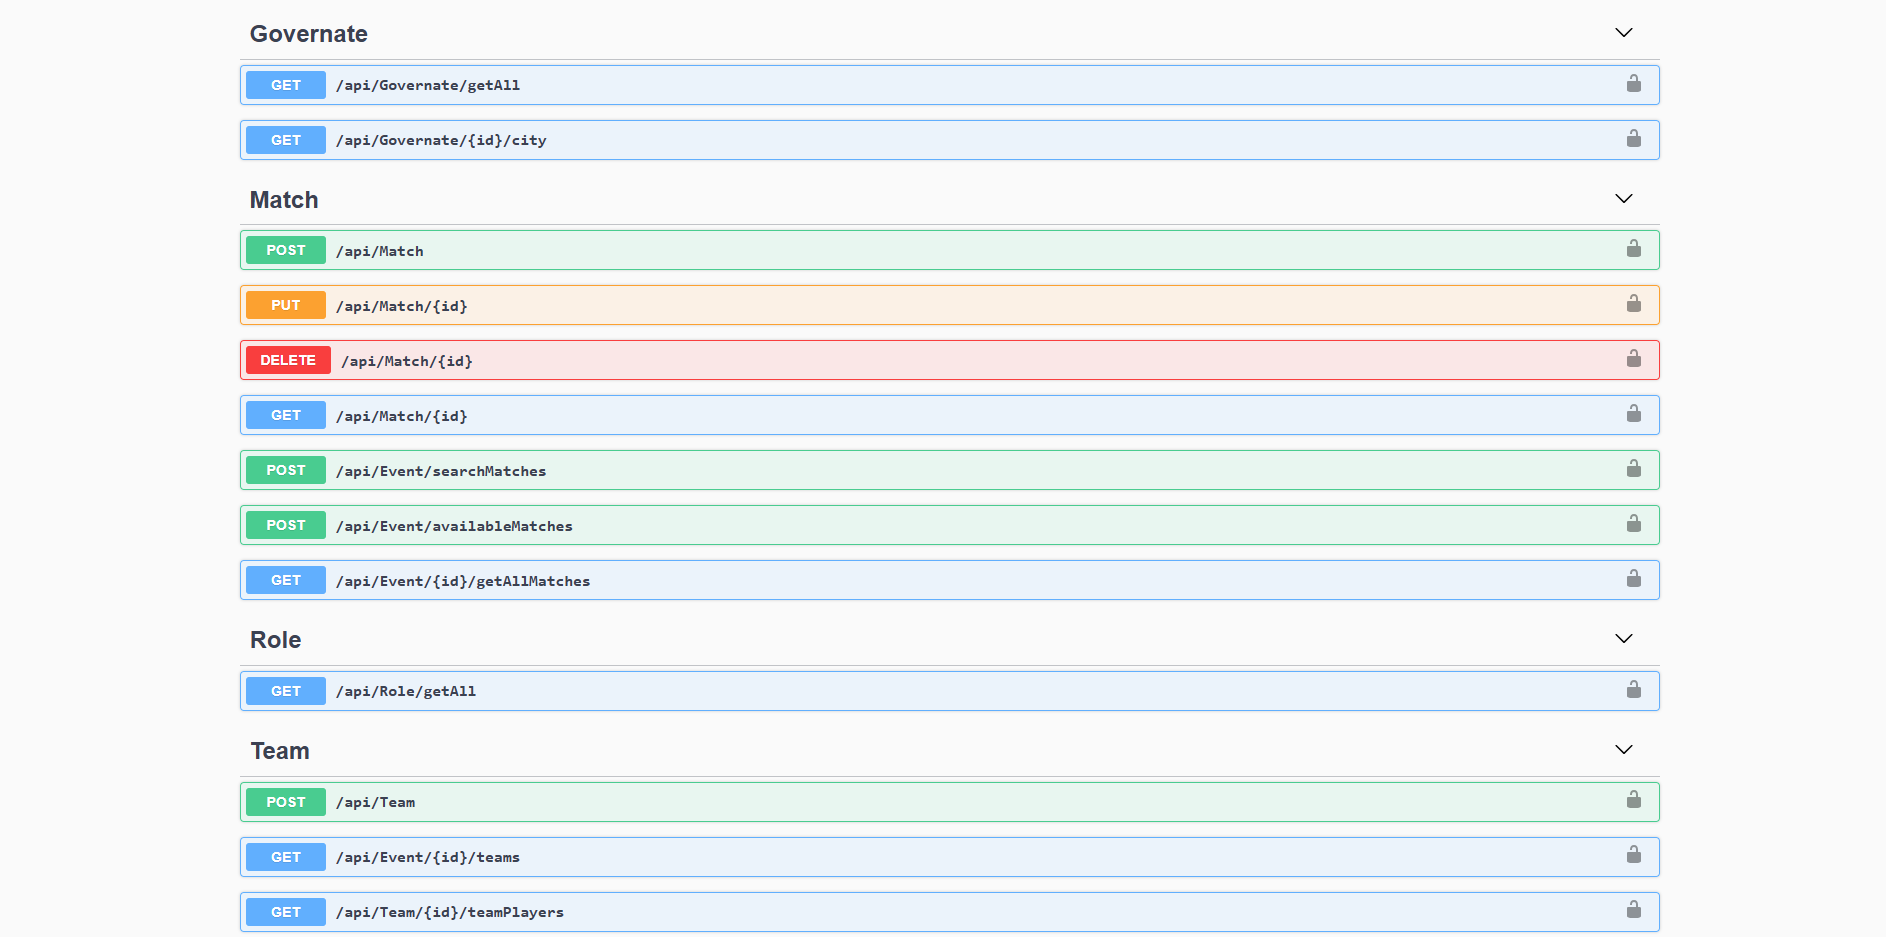 Governate
GET /api/Governate/getAll
GET /api/Governate/{id}/city
Match
POST /api/Match
PUT /api/Match/{id}
DELETE /api/Match/{id}
GET /api/Match/{id}
POST /api/Event/searchMatches
POST /api/Event/availableMatches
GET /api/Event/{id}/getAllMatches
Role
GET /api/Role/getAll
Team
POST /api/Team
GET /api/Event/{id}/teams
GET /api/Team/{id}/teamPlayers